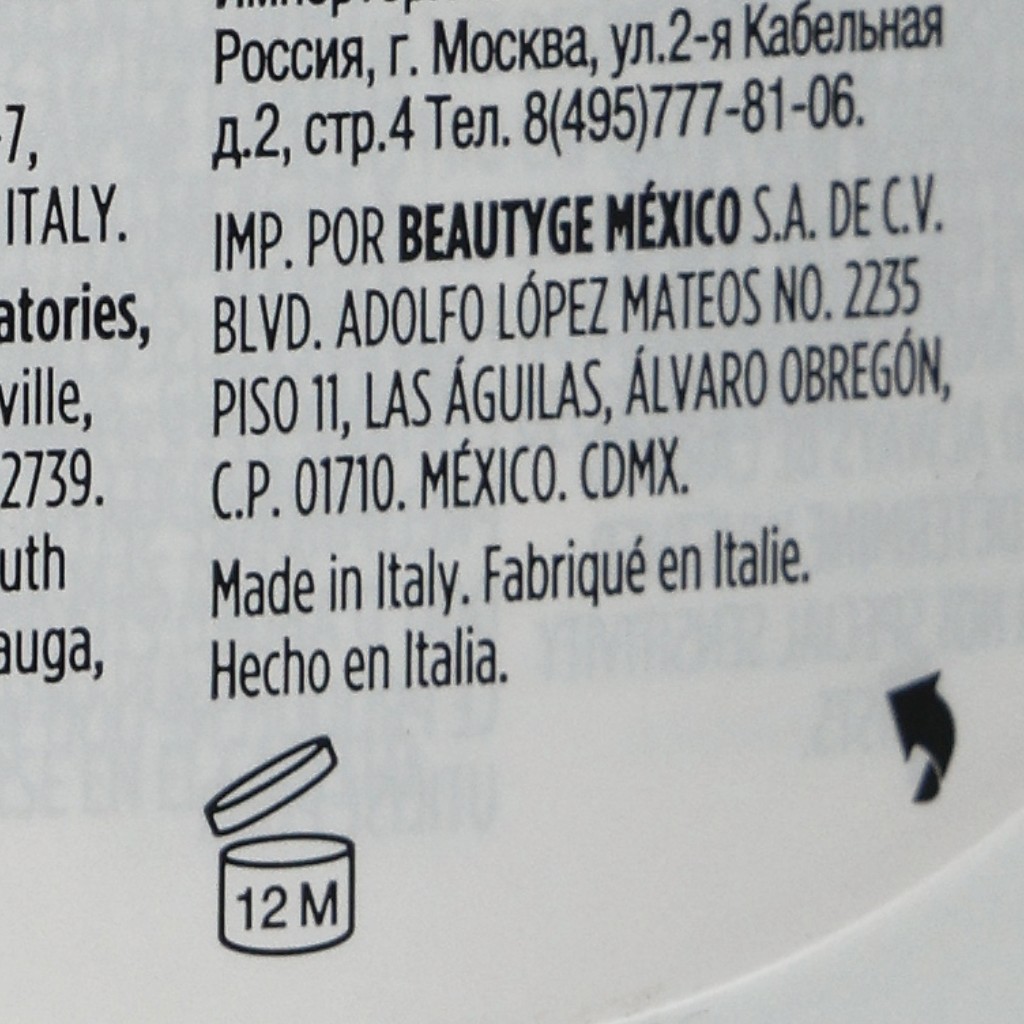 -7,
ITALY.
atories,
ville,
2739.
uth
auga,
Россия, г. Москва, ул.2-я Кабельная
д.2, стр.4 Тел. 8(495)777-81-06.
IMP. POR BEAUTYGE MÉXICO S.A. DE C.V.
BLVD. ADOLFO LÓPEZ MATEOS NO. 2235
PISO 11, LAS ÁGUILAS, ÁLVARO OBREGÓN,
C.P. 01710. MÉXICO. CDMX.
Made in Italy. Fabriqué en Italie.
Hecho en Italia.
12 M